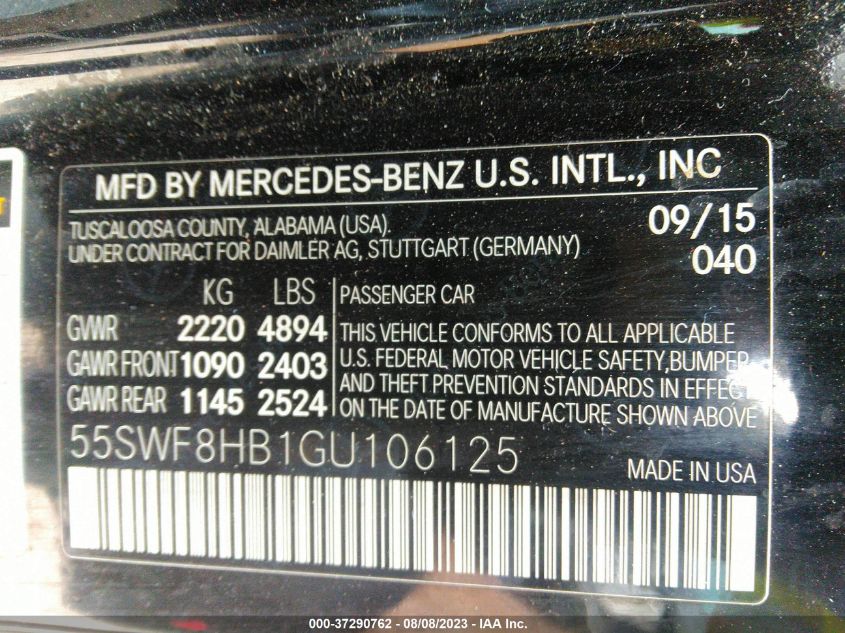 MFD BY MERCEDES-BENZ U.S. INTL., INC
TUSCALOOSA COUNTY, ALABAMA (USA).
UNDER CONTRACT FOR DAIMLER AG, STUTTGART (GERMANY)
09/15
040
KG LBS
GVWR 2220 4894
GAWR FRONT 1090 2403
GAWR REAR 1145 2524
PASSENGER CAR
THIS VEHICLE CONFORMS TO ALL APPLICABLE
U.S. FEDERAL MOTOR VEHICLE SAFETY, BUMPER
AND THEFT PREVENTION STANDARDS IN EFFECT
ON THE DATE OF MANUFACTURE SHOWN ABOVE
55SWF8HB1GU106125
MADE IN USA
000-37290762 - 08/08/2023 - IAA Inc.